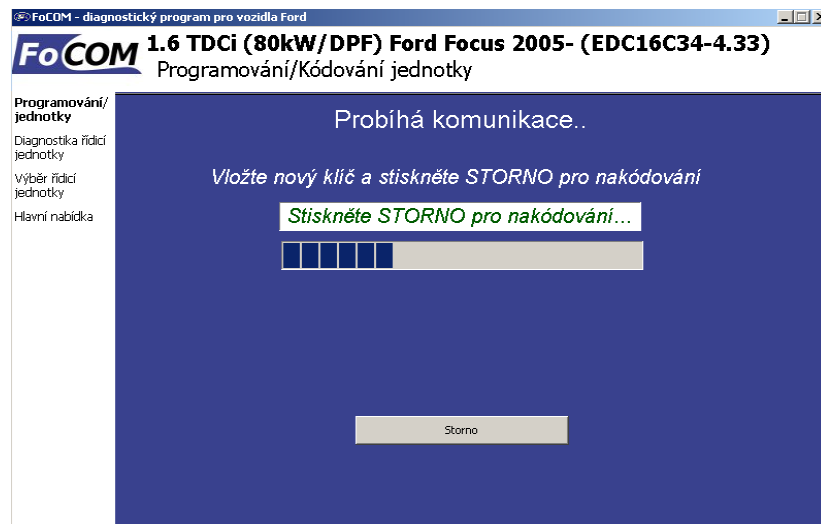 FoCOM - diagnostický program pro vozidla Ford
FoCOM
1.6 TDCi (80kW/DPF) Ford Focus 2005- (EDC16C34-4.33)
Programování/Kódování jednotky
Programování/
jednotky
Diagnostika řídicí
jednotky
Výběr řídicí
jednotky
Hlavní nabídka
Probíhá komunikace..
Vložte nový klíč a stiskněte STORNO pro nakódování
Stiskněte STORNO pro nakódování...
Storno